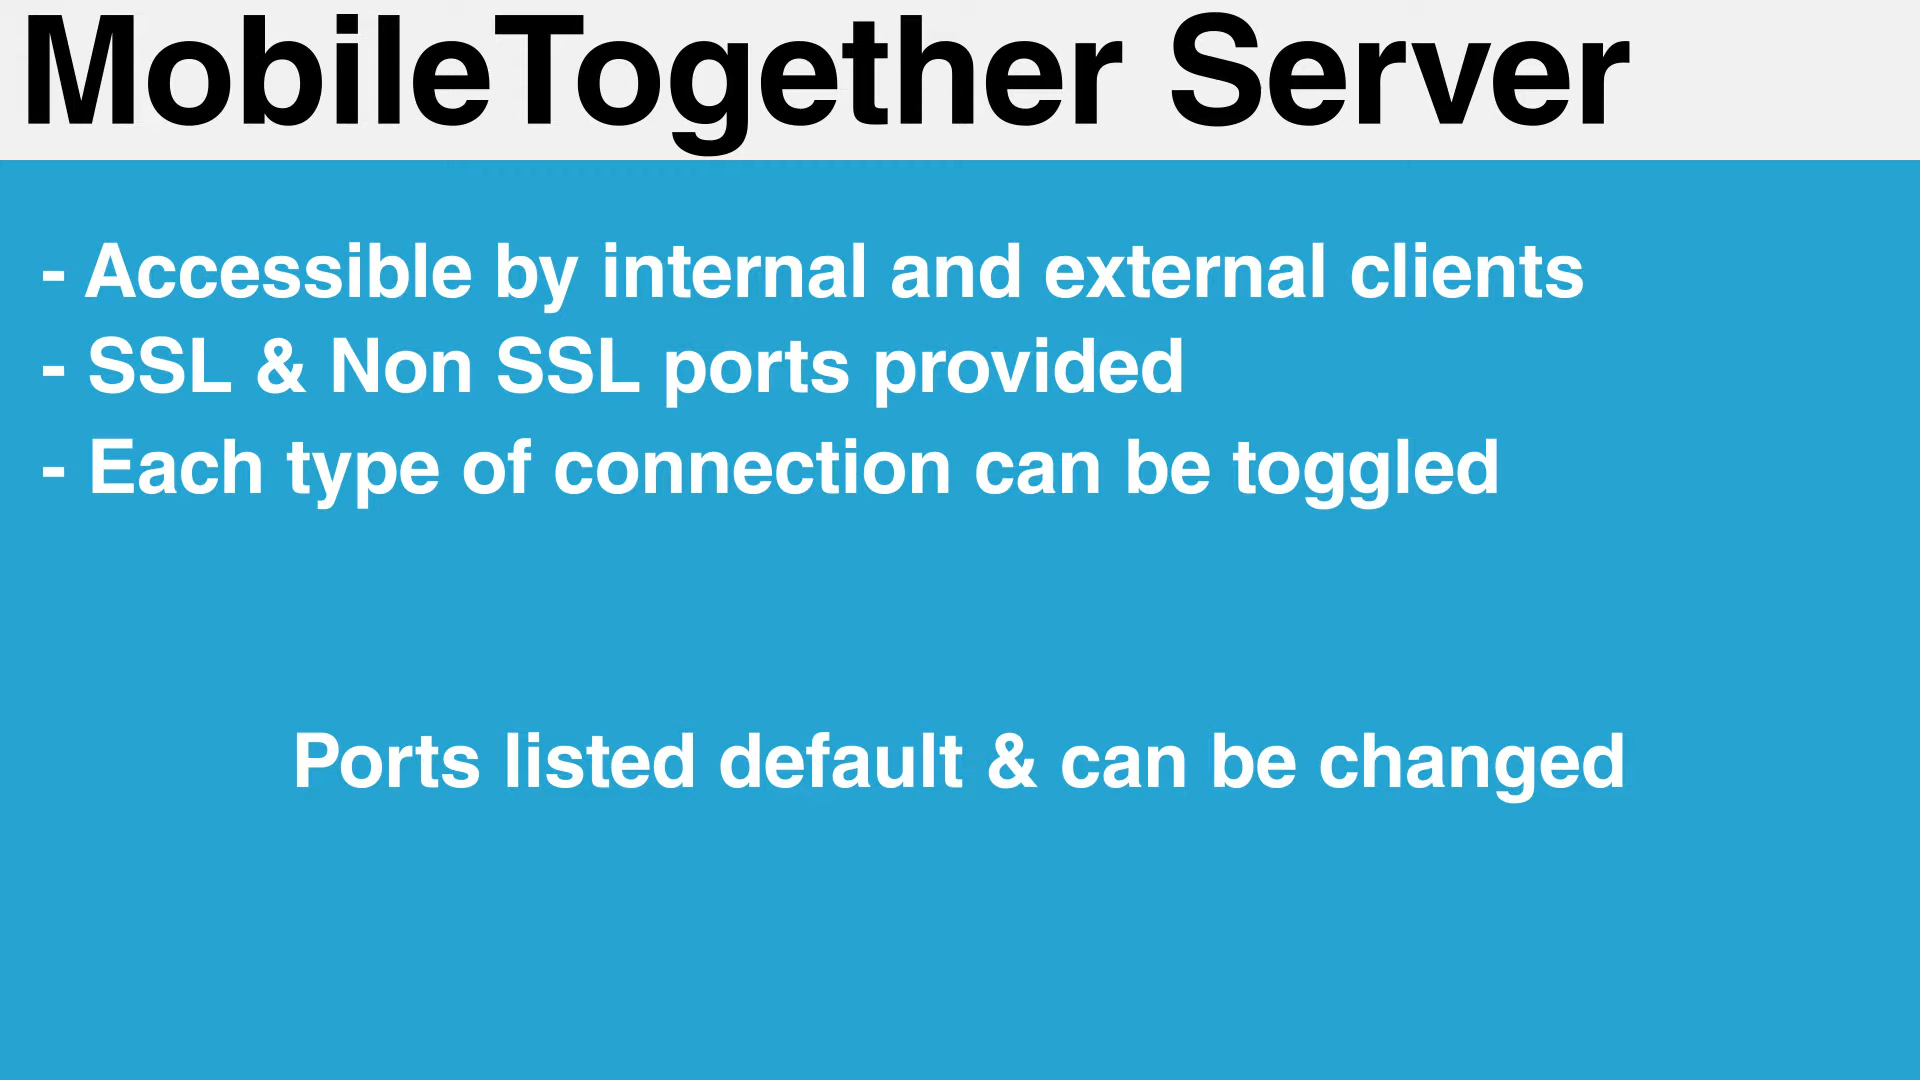 MobileTogether Server
- Accessible by internal and external clients
- SSL & Non SSL ports provided
- Each type of connection can be toggled
Ports listed default & can be changed